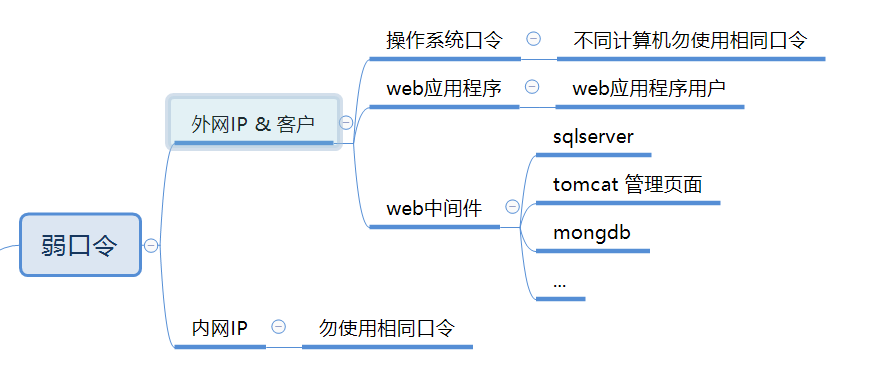 弱口令
外网IP & 客户
操作系统口令
不同计算机勿使用相同口令
web应用程序
web应用程序用户
web中间件
sqlserver
tomcat 管理页面
mongdb
...
内网IP
勿使用相同口令